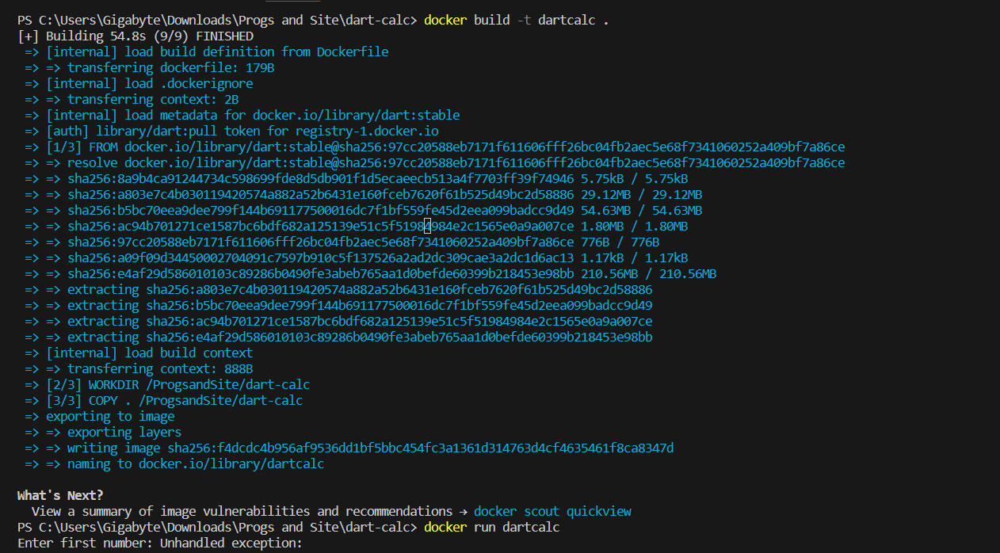 PS C:\Users\Gigabyte\Downloads\Progs and Site\dart-calc> docker build -t dartcalc .
[+] Building 54.8s (9/9) FINISHED
=> [internal] load build definition from Dockerfile
=> => transferring dockerfile: 179B
=> [internal] load .dockerignore
=> => transferring context: 2B
=> [internal] load metadata for docker.io/library/dart:stable
=> [auth] library/dart:pull token for registry-1.docker.io
=> [1/3] FROM docker.io/library/dart:stable@sha256:97cc20588eb7171f611606fff26bc04fb2aec5e68f7341060252a409bf7a86ce
=> => resolve docker.io/library/dart:stable@sha256:97cc20588eb7171f611606fff26bc04fb2aec5e68f7341060252a409bf7a86ce
=> => sha256:8a9b4ca91244734c598699fde8d5db901f1d5ecaeecb513a4f7703ff39f74946 5.75kB / 5.75kB
=> => sha256:a803e7c4b030119420574a882a52b6431e160fceb7620f61b525d49bc2d58886 29.12MB / 29.12MB
=> => sha256:b5bc70eea9dee799f144b691177500016dc7f1bf559fe45d2eea099badcc9d49 54.63MB / 54.63MB
=> => sha256:ac94b701271ce1587bc6bdf682a125139e51c5f51984984e2c1565e0a9a007ce 1.80MB / 1.80MB
=> => sha256:97cc20588eb7171f611606fff26bc04fb2aec5e68f7341060252a409bf7a86ce 776B / 776B
=> => sha256:a09f09d34450002704091c7597b910c5f137526a2ad2dc309cae3a2dc1d6ac13 1.17kB / 1.17kB
=> => sha256:e4af29d586010103c89286b0490fe3abeb765aa1d0befde60399b218453e98bb 210.56MB / 210.56MB
=> => extracting sha256:a803e7c4b030119420574a882a52b6431e160fceb7620f61b525d49bc2d58886
=> => extracting sha256:b5bc70eea9dee799f144b691177500016dc7f1bf559fe45d2eea099badcc9d49
=> => extracting sha256:ac94b701271ce1587bc6bdf682a125139e51c5f51984984e2c1565e0a9a007ce
=> => extracting sha256:e4af29d586010103c89286b0490fe3abeb765aa1d0befde60399b218453e98bb
=> [internal] load build context
=> => transferring context: 888B
=> [2/3] WORKDIR /ProgsandSite/dart-calc
=> [3/3] COPY . /ProgsandSite/dart-calc
=> exporting to image
=> => exporting layers
=> => writing image sha256:f4dcdc4b956af9536dd1bf5bbc454fc3a1361d314763d4cf4635461f8ca8347d
=> => naming to docker.io/library/dartcalc
What's Next?
View a summary of image vulnerabilities and recommendations → docker scout quickview
PS C:\Users\Gigabyte\Downloads\Progs and Site\dart-calc> docker run dartcalc
Enter first number: Unhandled exception: